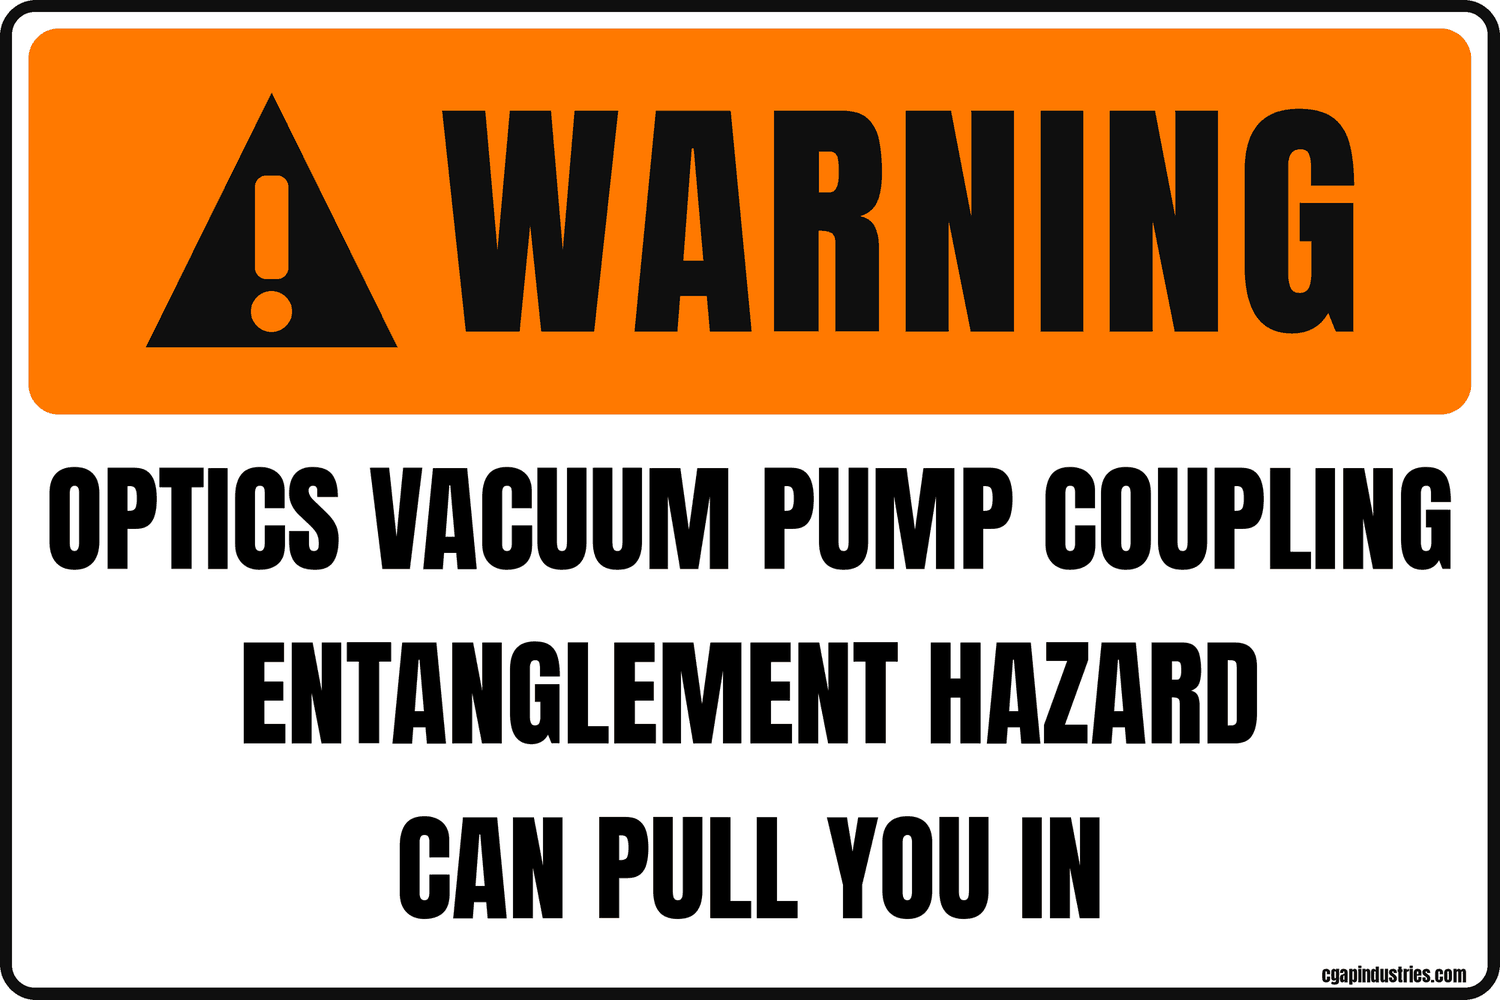 WARNING
OPTICS VACUUM PUMP COUPLING
ENTANGLEMENT HAZARD
CAN PULL YOU IN
cgapindustries.com